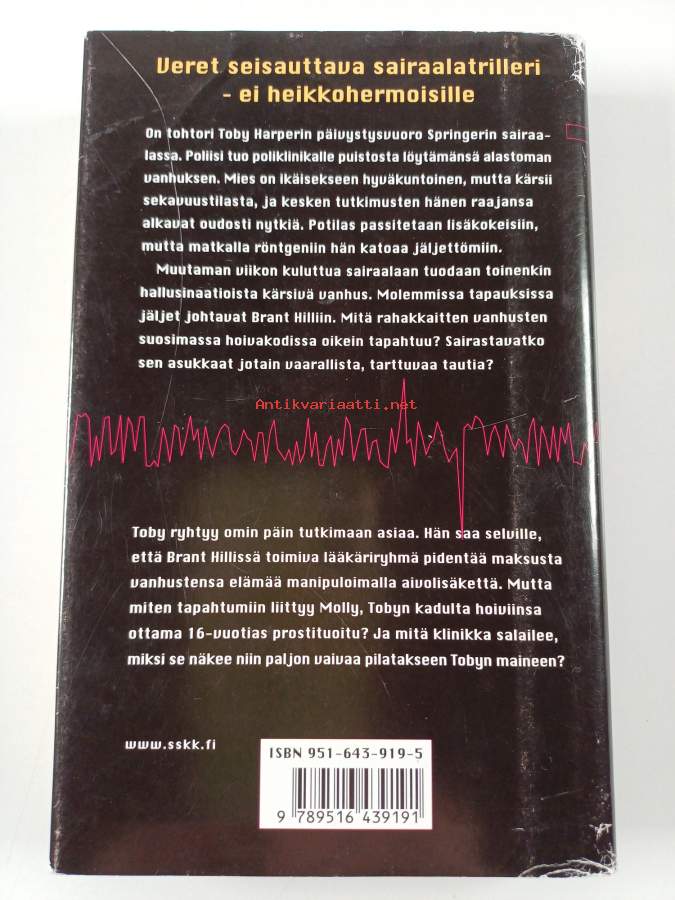 Veret seisauttava sairaalatrilleri
- ei heikkohermoisille
On tohtori Toby Harperin päivystysvuoro Springerin sairaa-
lassa. Poliisi tuo poliklinikalle puistosta löytämänsä alastoman
vanhuksen. Mies on ikäisekseen hyväkuntoinen, mutta kärsii
sekavuustilasta, ja kesken tutkimusten hänen raajansa
alkavat oudosti nytkiä. Potilas passitetaan lisäkokeisiin,
mutta matkalla röntgeniin hän katoaa jäljettömiin.
Muutaman viikon kuluttua sairaalaan tuodaan toinenkin
hallusinaatioista kärsivä vanhus. Molemmissa tapauksissa
jäljet johtavat Brant Hilliin. Mitä rahakkaitten vanhusten
suosimassa hoivakodissa oikein tapahtuu? Sairastavatko
sen asukkaat jotain vaarallista, tarttuvaa tautia?
Antikvariaatti.net
Toby ryhtyy omin päin tutkimaan asiaa. Hän saa selville,
että Brant Hillissä toimiva lääkäriryhmä pidentää maksusta
vanhustensa elämää manipuloimalla aivolisäkettä. Mutta
miten tapahtumiin liittyy Molly, Tobyn kadulta hoiviinsa
ottama 16-vuotias prostituoitu? Ja mitä klinikka salailee,
miksi se näkee niin paljon vaivaa pilatakseen Tobyn maineen?
www.sskk.fi
ISBN 951-643-919-5
9 789516 439191